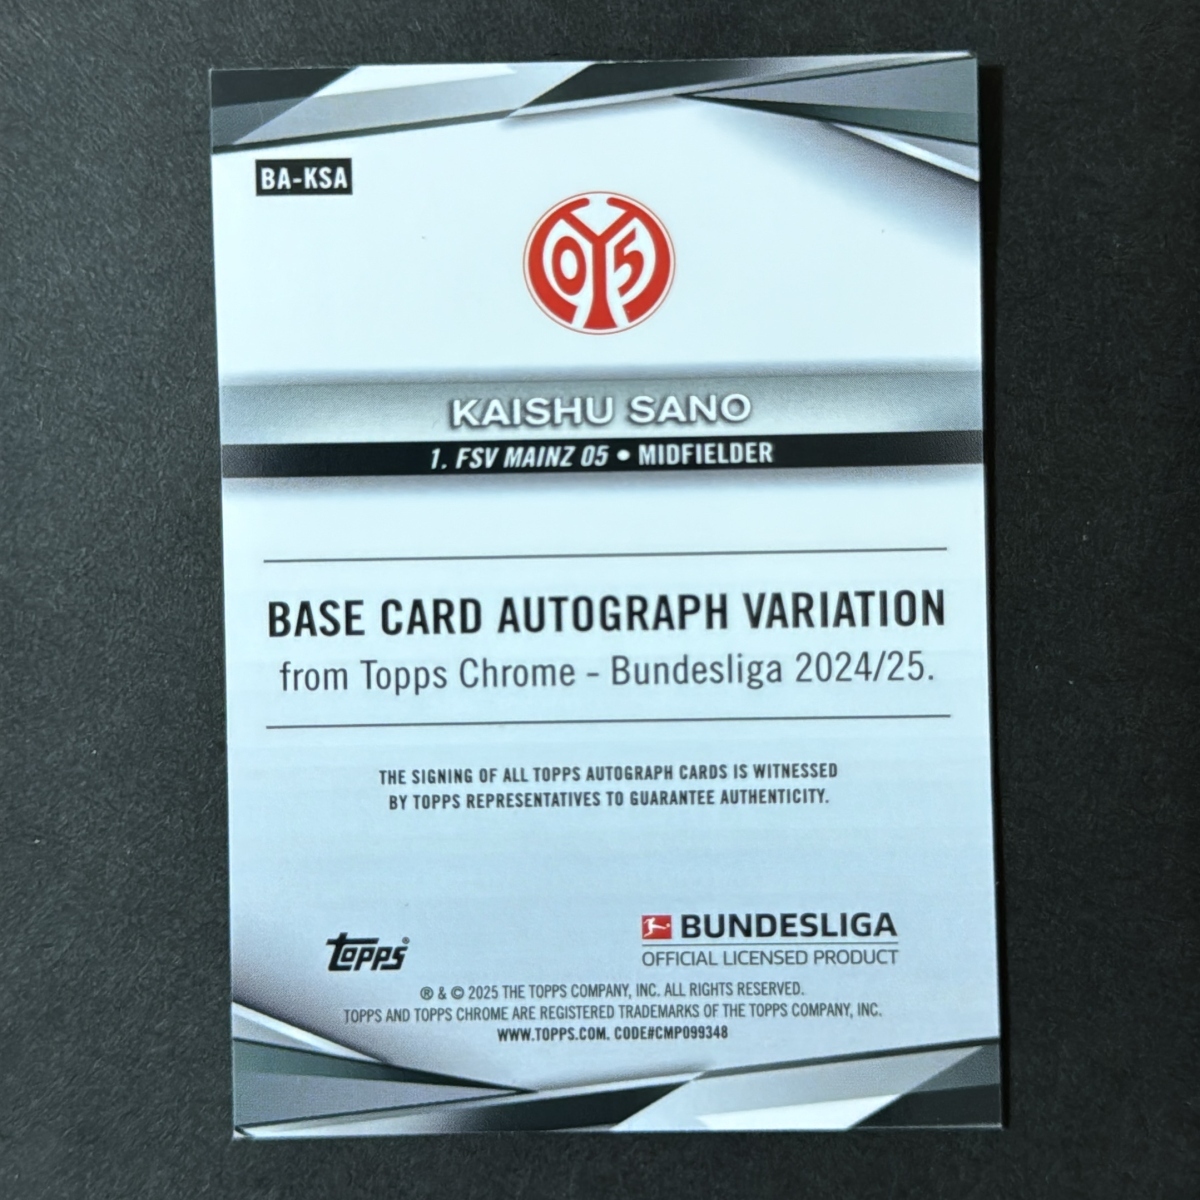 BA-KSA
05
KAISHU SANO
1. FSV MAINZ 05 • MIDFIELDER
BASE CARD AUTOGRAPH VARIATION
from Topps Chrome - Bundesliga 2024/25.
THE SIGNING OF ALL TOPPS AUTOGRAPH CARDS IS WITNESSED
BY TOPPS REPRESENTATIVES TO GUARANTEE AUTHENTICITY.
topps®
BUNDESLIGA
OFFICIAL LICENSED PRODUCT
® & © 2025 THE TOPPS COMPANY, INC. ALL RIGHTS RESERVED.
TOPPS AND TOPPS CHROME ARE REGISTERED TRADEMARKS OF THE TOPPS COMPANY, INC.
WWW.TOPPS.COM. CODE#CMP099348